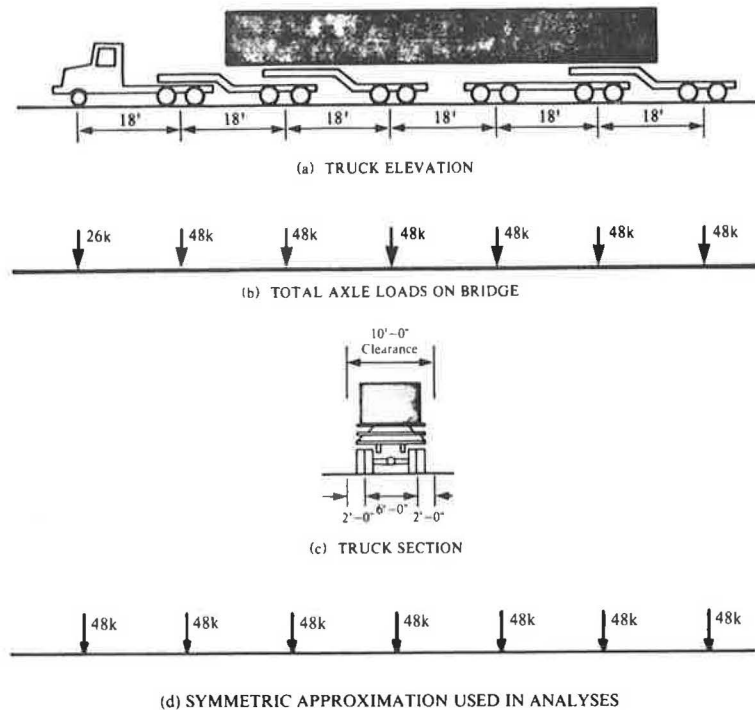 18' 18' 18' 18' 18' 18'
(a) TRUCK ELEVATION
26k 48k 48k 48k 48k 48k 48k
(b) TOTAL AXLE LOADS ON BRIDGE
10'-0"
Clearance
2'-0" 6'-0" 2'-0"
(c) TRUCK SECTION
48k 48k 48k 48k 48k 48k 48k
(d) SYMMETRIC APPROXIMATION USED IN ANALYSES